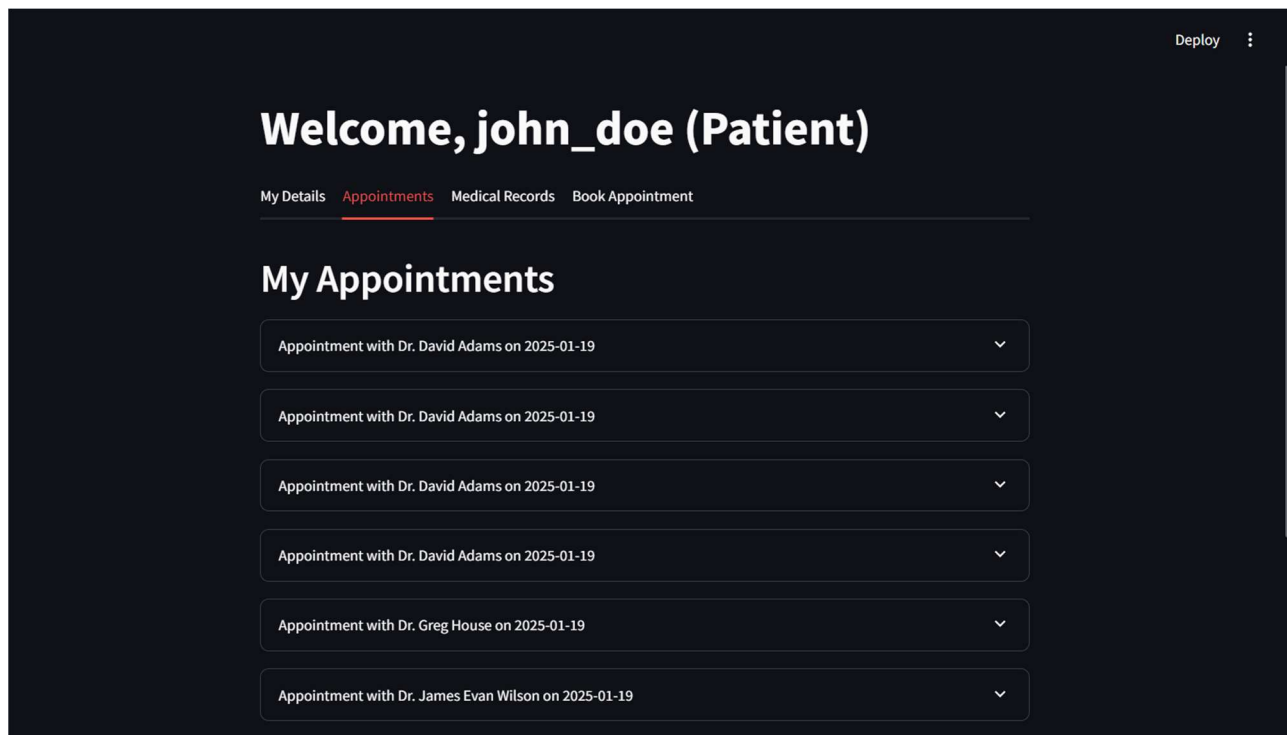 Deploy
Welcome, john_doe (Patient)
My Details Appointments Medical Records Book Appointment
My Appointments
Appointment with Dr. David Adams on 2025-01-19
Appointment with Dr. David Adams on 2025-01-19
Appointment with Dr. David Adams on 2025-01-19
Appointment with Dr. David Adams on 2025-01-19
Appointment with Dr. Greg House on 2025-01-19
Appointment with Dr. James Evan Wilson on 2025-01-19